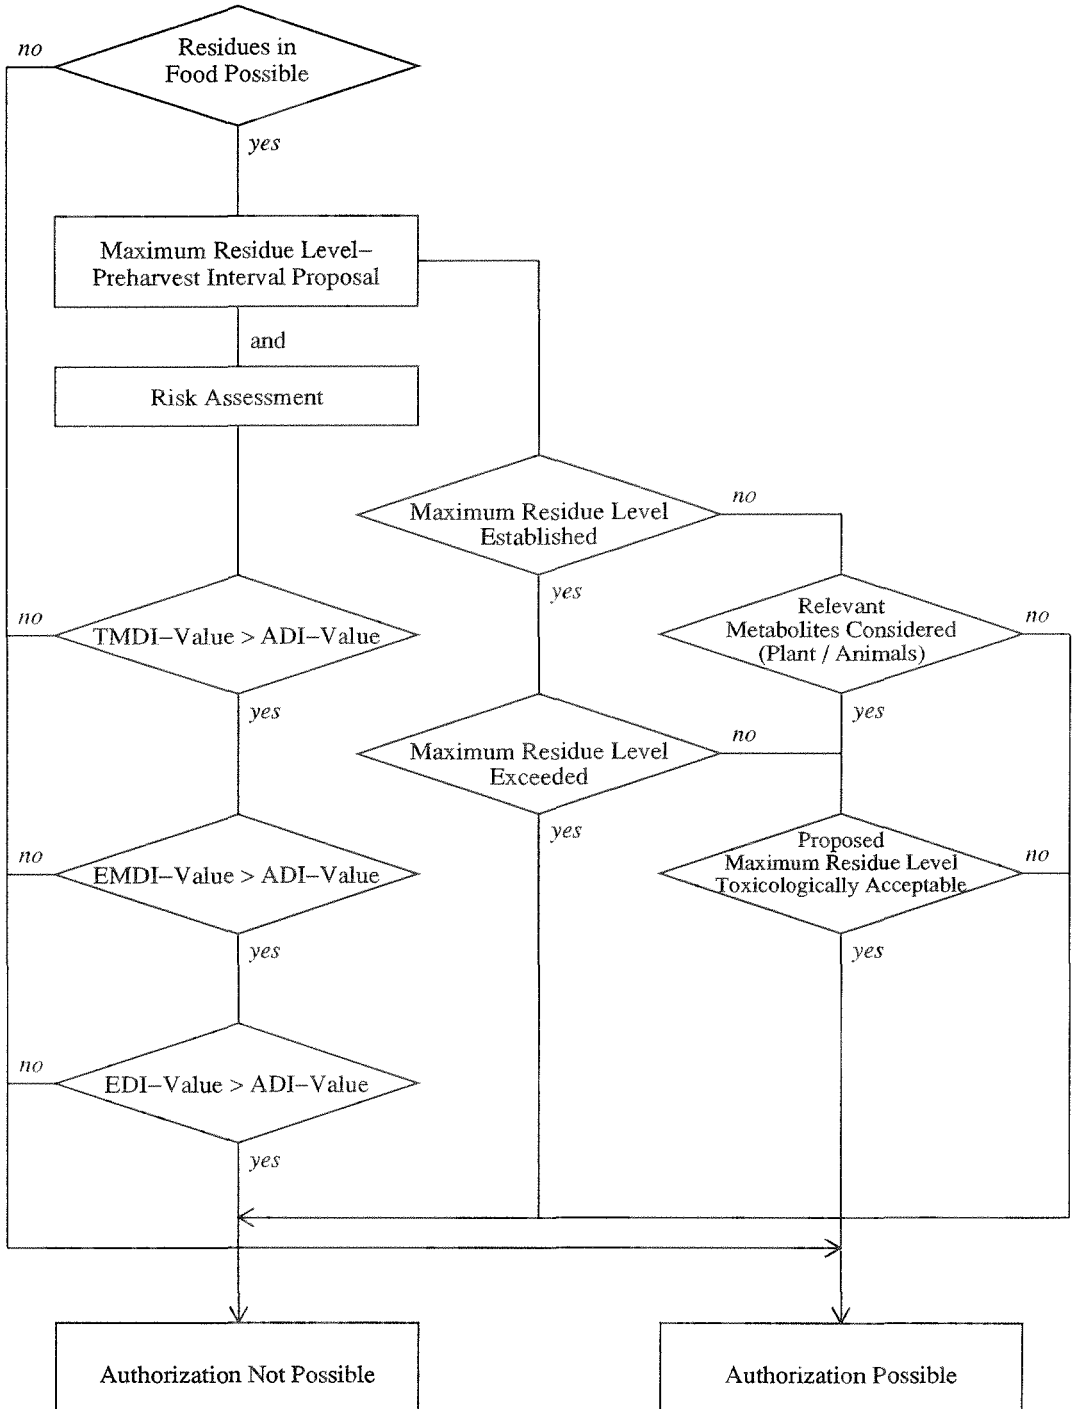 no
Residues in
Food Possible
yes
Maximum Residue Level–
Preharvest Interval Proposal
and
Risk Assessment
no
Maximum Residue Level
Established
yes
no
TMDI–Value > ADI–Value
yes
Relevant
Metabolites Considered
(Plant / Animals)
no
yes
Maximum Residue Level
Exceeded
no
yes
no
EMDI–Value > ADI–Value
yes
Proposed
Maximum Residue Level
Toxicologically Acceptable
no
yes
no
EDI–Value > ADI–Value
yes
Authorization Not Possible
Authorization Possible